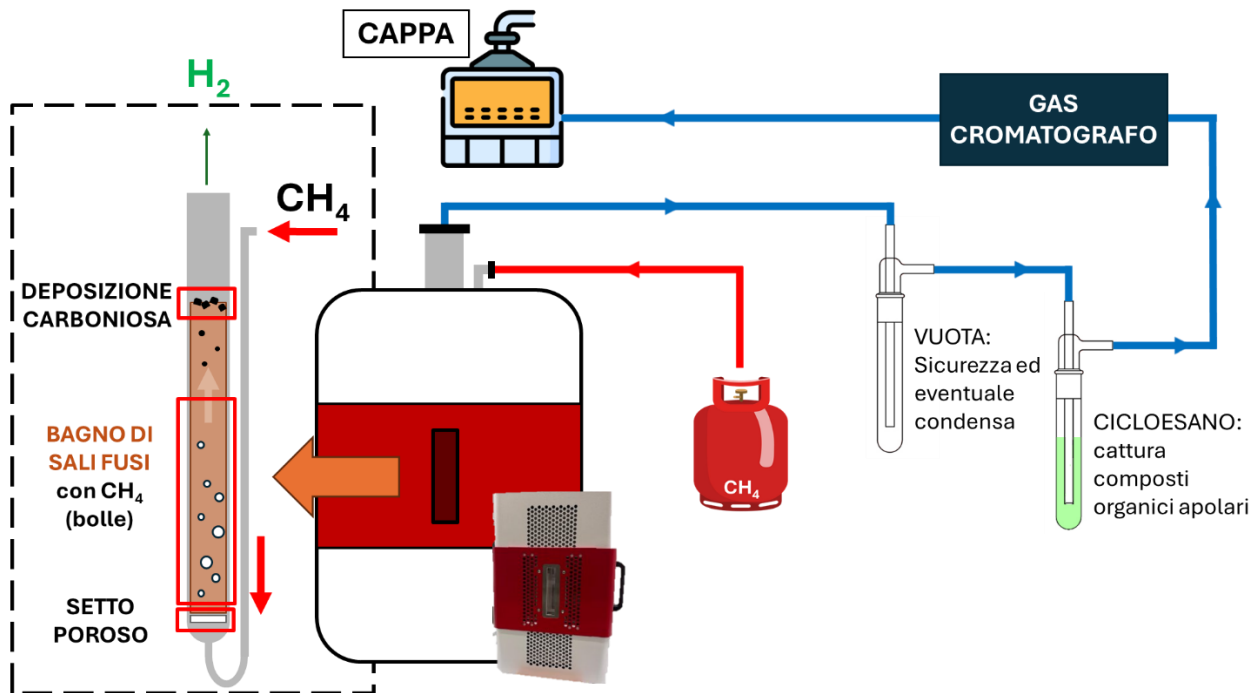 CAPPA
H₂
GAS
CROMATOGRAFO
CH₄
DEPOSIZIONE
CARBONIOSA
BAGNO DI
SALI FUSI
con CH₄
(bolle)
SETTO
POROSO
CH₄
VUOTA:
Sicurezza ed
eventuale
condensa
CICLOESANO:
cattura
composti
organici apolari